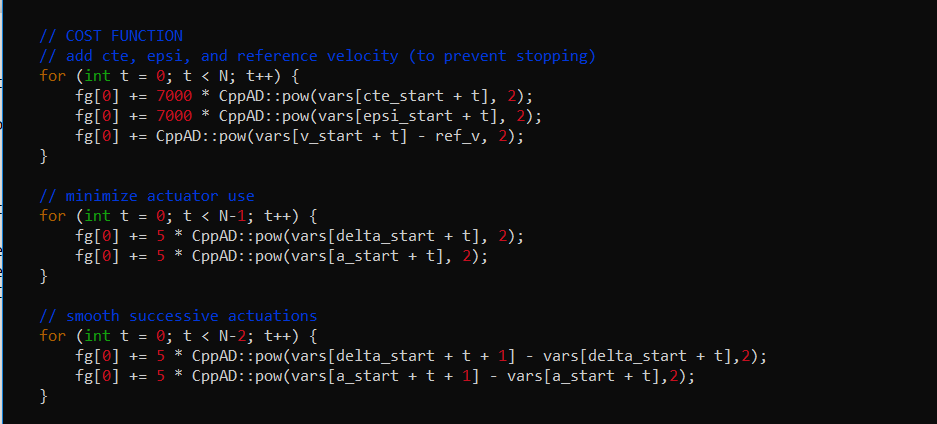 // COST FUNCTION
// add cte, epsi, and reference velocity (to prevent stopping)
for (int t = 0; t < N; t++) {
    fg[0] += 7000 * CppAD::pow(vars[cte_start + t], 2);
    fg[0] += 7000 * CppAD::pow(vars[epsi_start + t], 2);
    fg[0] += CppAD::pow(vars[v_start + t] - ref_v, 2);
}

// minimize actuator use
for (int t = 0; t < N-1; t++) {
    fg[0] += 5 * CppAD::pow(vars[delta_start + t], 2);
    fg[0] += 5 * CppAD::pow(vars[a_start + t], 2);
}

// smooth successive actuations
for (int t = 0; t < N-2; t++) {
    fg[0] += 5 * CppAD::pow(vars[delta_start + t + 1] - vars[delta_start + t],2);
    fg[0] += 5 * CppAD::pow(vars[a_start + t + 1] - vars[a_start + t],2);
}